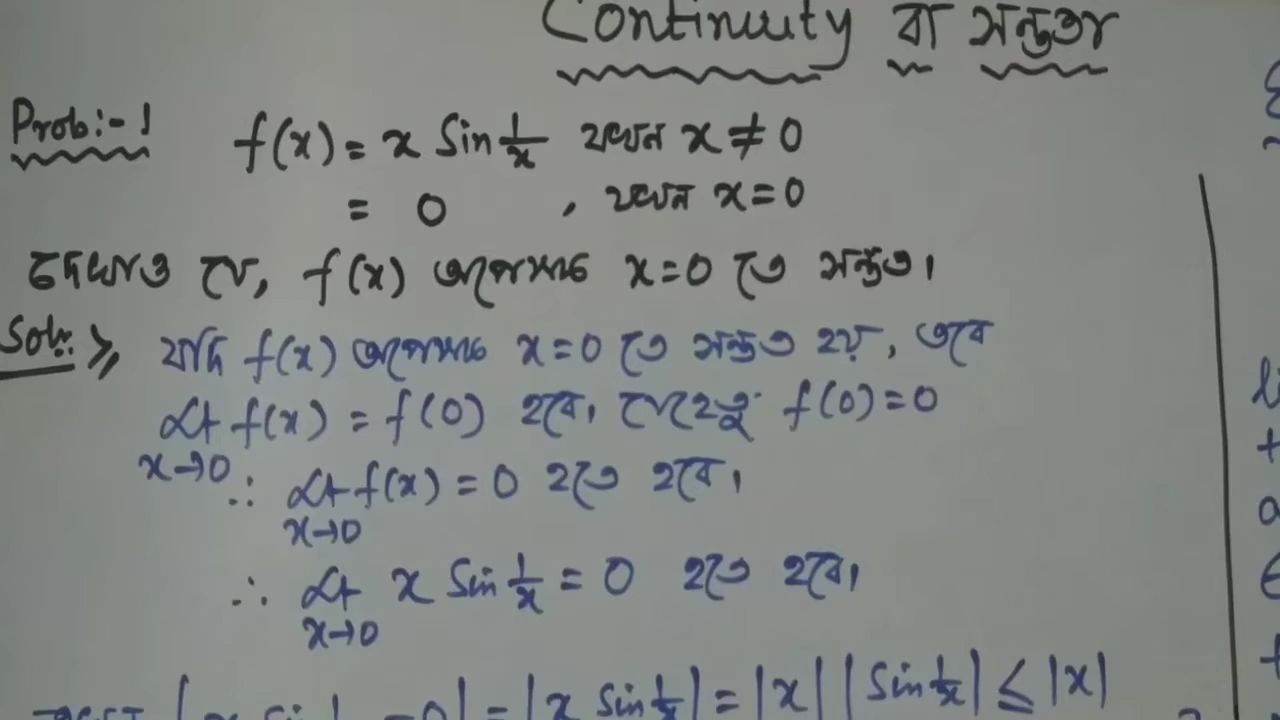 Continuity বা সন্ততা
Prob:- 1 f(x) = x Sin 1/x যখন x ≠ 0
= 0 , যখন x = 0
দেখাও যে, f(x) অপেক্ষক x=0 তে সন্তত।
Soln: ⇒ যদি f(x) অপেক্ষক x=0 তে সন্তত হয়, তবে
Lt x→0 f(x) = f(0) হবে। যেহেতু f(0)=0
∴ Lt x→0 f(x) = 0 হতে হবে।
∴ Lt x→0 x Sin 1/x = 0 হতে হবে।
-0| = |x Sin 1/x| = |x| |Sin 1/x| ≤ |x|